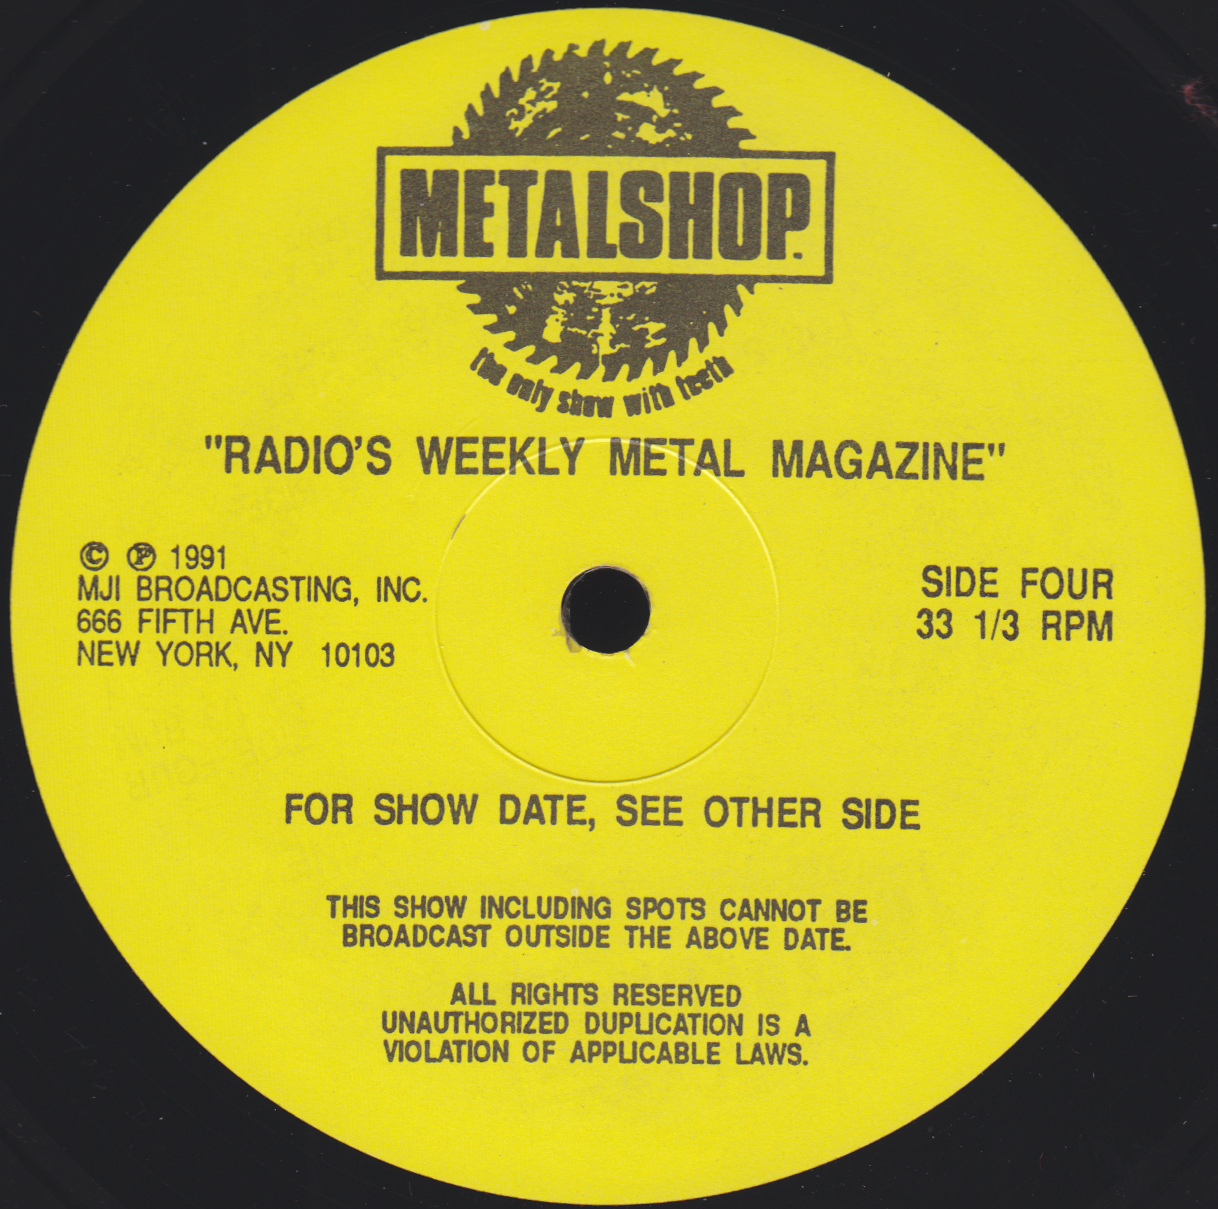 METALSHOP.
the only show with teeth
"RADIO'S WEEKLY METAL MAGAZINE"
© ℗ 1991
MJI BROADCASTING, INC.
666 FIFTH AVE.
NEW YORK, NY 10103
SIDE FOUR
33 1/3 RPM
FOR SHOW DATE, SEE OTHER SIDE
THIS SHOW INCLUDING SPOTS CANNOT BE
BROADCAST OUTSIDE THE ABOVE DATE.
ALL RIGHTS RESERVED
UNAUTHORIZED DUPLICATION IS A
VIOLATION OF APPLICABLE LAWS.